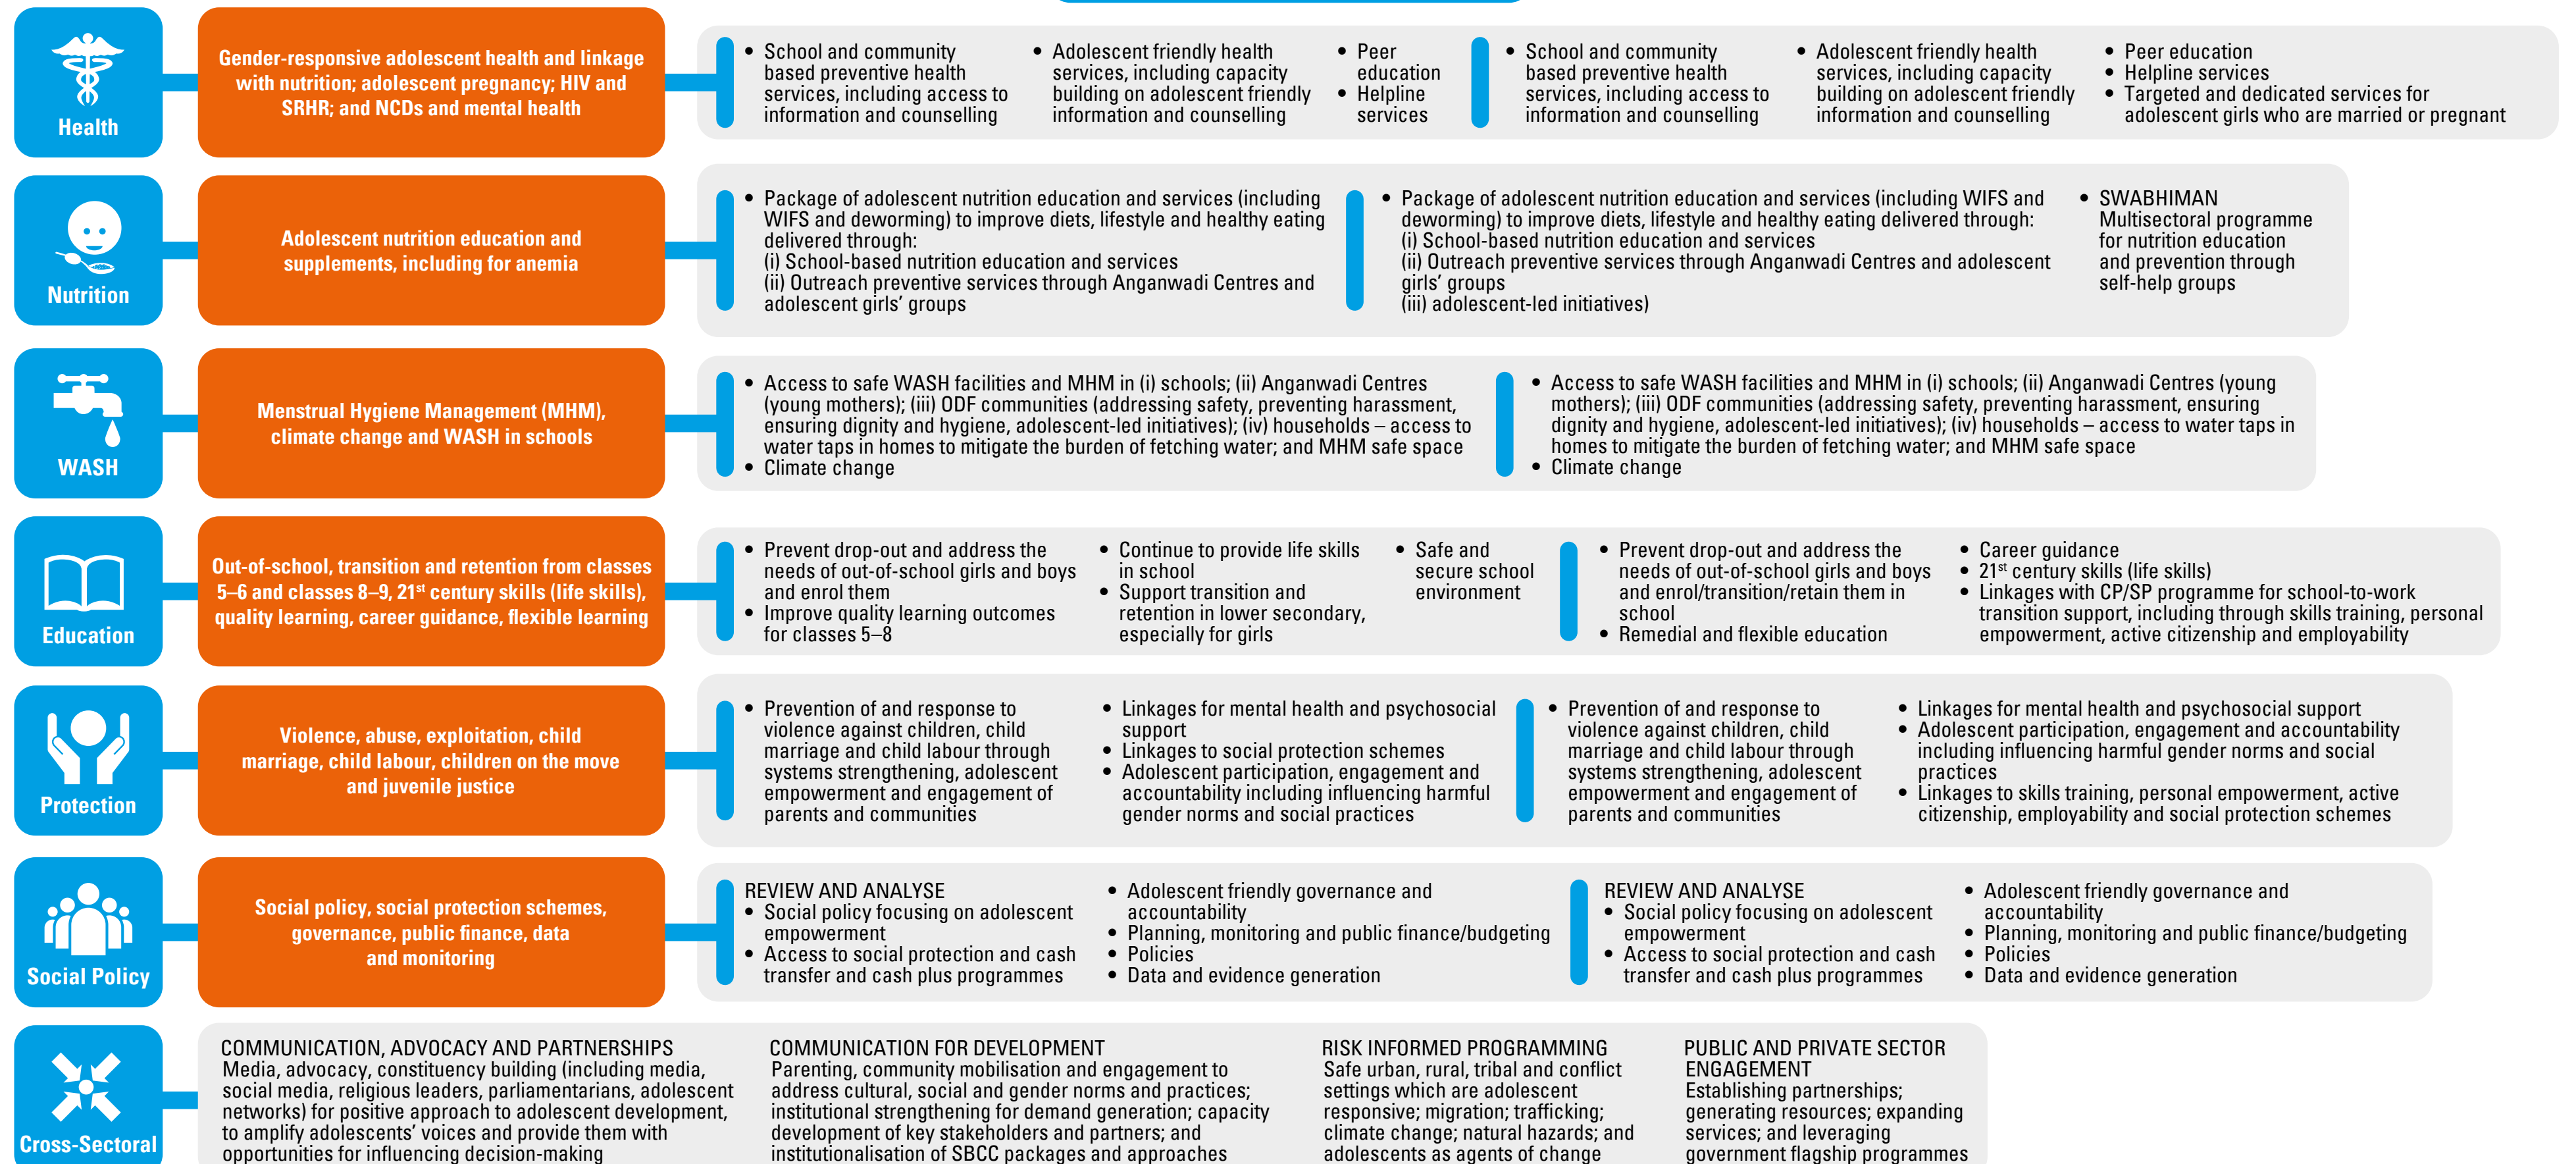 Health
Gender-responsive adolescent health and linkage
with nutrition; adolescent pregnancy; HIV and
SRHR; and NCDs and mental health
• School and community
based preventive health
services, including access to
information and counselling
• Adolescent friendly health
services, including capacity
building on adolescent friendly
information and counselling
• Peer
education
• Helpline
services
• School and community
based preventive health
services, including access to
information and counselling
• Adolescent friendly health
services, including capacity
building on adolescent friendly
information and counselling
• Peer education
• Helpline services
• Targeted and dedicated services for
adolescent girls who are married or pregnant
Nutrition
Adolescent nutrition education and
supplements, including for anemia
• Package of adolescent nutrition education and services (including
WIFS and deworming) to improve diets, lifestyle and healthy eating
delivered through:
(i) School-based nutrition education and services
(ii) Outreach preventive services through Anganwadi Centres and
adolescent girls' groups
• Package of adolescent nutrition education and services (including WIFS and
deworming) to improve diets, lifestyle and healthy eating delivered through:
(i) School-based nutrition education and services
(ii) Outreach preventive services through Anganwadi Centres and adolescent
girls' groups
(iii) adolescent-led initiatives)
• SWABHIMAN
Multisectoral programme
for nutrition education
and prevention through
self-help groups
WASH
Menstrual Hygiene Management (MHM),
climate change and WASH in schools
• Access to safe WASH facilities and MHM in (i) schools; (ii) Anganwadi Centres
(young mothers); (iii) ODF communities (addressing safety, preventing harassment,
ensuring dignity and hygiene, adolescent-led initiatives); (iv) households – access to
water taps in homes to mitigate the burden of fetching water; and MHM safe space
• Climate change
• Access to safe WASH facilities and MHM in (i) schools; (ii) Anganwadi Centres (young
mothers); (iii) ODF communities (addressing safety, preventing harassment, ensuring
dignity and hygiene, adolescent-led initiatives); (iv) households – access to water taps in
homes to mitigate the burden of fetching water; and MHM safe space
• Climate change
Education
Out-of-school, transition and retention from classes
5–6 and classes 8–9, 21st century skills (life skills),
quality learning, career guidance, flexible learning
• Prevent drop-out and address the
needs of out-of-school girls and boys
and enrol them
• Improve quality learning outcomes
for classes 5–8
• Continue to provide life skills
in school
• Support transition and
retention in lower secondary,
especially for girls
• Safe and
secure school
environment
• Prevent drop-out and address the
needs of out-of-school girls and boys
and enrol/transition/retain them in
school
• Remedial and flexible education
• Career guidance
• 21st century skills (life skills)
• Linkages with CP/SP programme for school-to-work
transition support, including through skills training, personal
empowerment, active citizenship and employability
Protection
Violence, abuse, exploitation, child
marriage, child labour, children on the move
and juvenile justice
• Prevention of and response to
violence against children, child
marriage and child labour through
systems strengthening, adolescent
empowerment and engagement of
parents and communities
• Linkages for mental health and psychosocial
support
• Linkages to social protection schemes
• Adolescent participation, engagement and
accountability including influencing harmful
gender norms and social practices
• Prevention of and response to
violence against children, child
marriage and child labour through
systems strengthening, adolescent
empowerment and engagement of
parents and communities
• Linkages for mental health and psychosocial support
• Adolescent participation, engagement and accountability
including influencing harmful gender norms and social
practices
• Linkages to skills training, personal empowerment, active
citizenship, employability and social protection schemes
Social Policy
Social policy, social protection schemes,
governance, public finance, data
and monitoring
REVIEW AND ANALYSE
• Social policy focusing on adolescent
empowerment
• Access to social protection and cash
transfer and cash plus programmes
• Adolescent friendly governance and
accountability
• Planning, monitoring and public finance/budgeting
• Policies
• Data and evidence generation
REVIEW AND ANALYSE
• Social policy focusing on adolescent
empowerment
• Access to social protection and cash
transfer and cash plus programmes
• Adolescent friendly governance and
accountability
• Planning, monitoring and public finance/budgeting
• Policies
• Data and evidence generation
Cross-Sectoral
COMMUNICATION, ADVOCACY AND PARTNERSHIPS
Media, advocacy, constituency building (including media,
social media, religious leaders, parliamentarians, adolescent
networks) for positive approach to adolescent development,
to amplify adolescents' voices and provide them with
opportunities for influencing decision-making
COMMUNICATION FOR DEVELOPMENT
Parenting, community mobilisation and engagement to
address cultural, social and gender norms and practices;
institutional strengthening for demand generation; capacity
development of key stakeholders and partners; and
institutionalisation of SBCC packages and approaches
RISK INFORMED PROGRAMMING
Safe urban, rural, tribal and conflict
settings which are adolescent
responsive; migration; trafficking;
climate change; natural hazards; and
adolescents as agents of change
PUBLIC AND PRIVATE SECTOR
ENGAGEMENT
Establishing partnerships;
generating resources; expanding
services; and leveraging
government flagship programmes